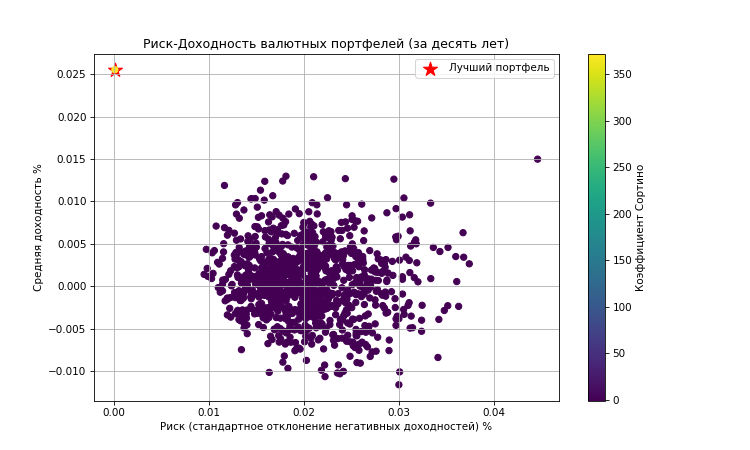 Риск-Доходность валютных портфелей (за десять лет)
Лучший портфель
Средняя доходность %
0.025
0.020
0.015
0.010
0.005
0.000
−0.005
−0.010
0.00 0.01 0.02 0.03 0.04
Риск (стандартное отклонение негативных доходностей) %
350
300
250
200
150
100
50
0
Коэффициент Сортино